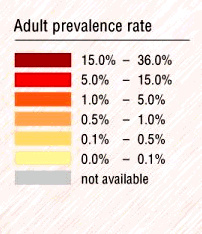 Adult prevalence rate
15.0% – 36.0%
5.0% – 15.0%
1.0% – 5.0%
0.5% – 1.0%
0.1% – 0.5%
0.0% – 0.1%
not available